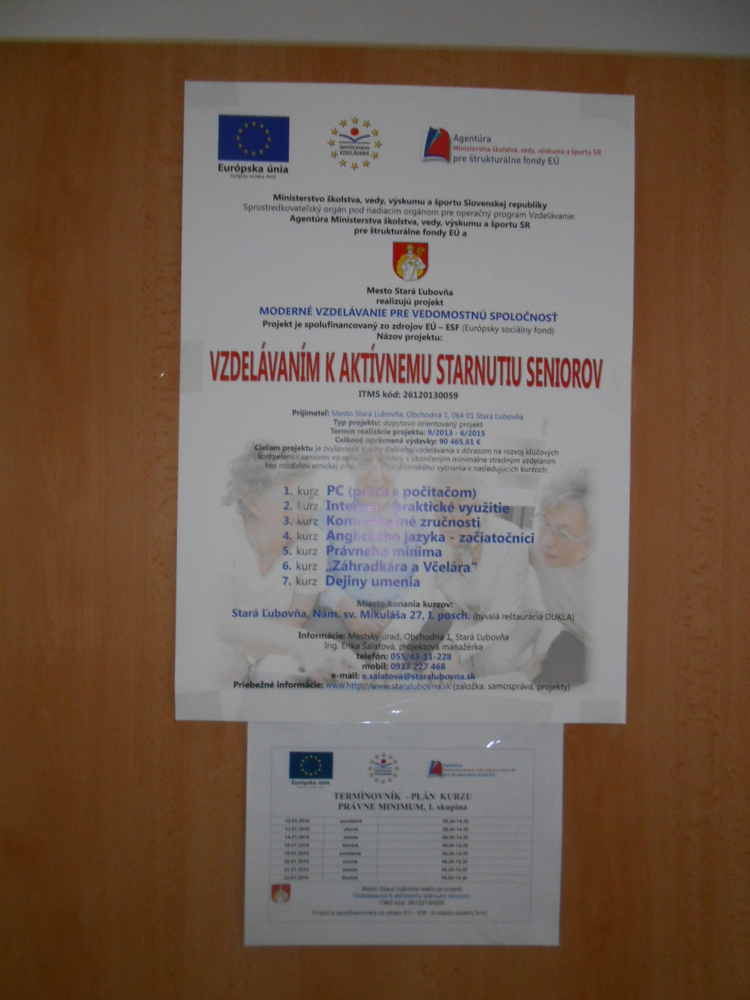 Európska únia
Európsky sociálny fond
Operačný program
VZDELÁVANIE
Agentúra
Ministerstva školstva, vedy, výskumu a športu SR
pre štrukturálne fondy EÚ
Ministerstvo školstva, vedy, výskumu a športu Slovenskej republiky
Sprostredkovateľský orgán pod riadiacim orgánom pre operačný program Vzdelávanie:
Agentúra Ministerstva školstva, vedy, výskumu a športu SR
pre štrukturálne fondy EÚ a
Mesto Stará Ľubovňa
realizujú projekt
MODERNÉ VZDELÁVANIE PRE VEDOMOSTNÚ SPOLOČNOSŤ
Projekt je spolufinancovaný zo zdrojov EÚ – ESF (Európsky sociálny fond)
Názov projektu:
VZDELÁVANÍM K AKTÍVNEMU STARNUTIU SENIOROV
ITMS kód: 26120130059
Prijímateľ: Mesto Stará Ľubovňa, Obchodná 1, 064 01 Stará Ľubovňa
Typ projektu: dopytovo orientovaný projekt
Termín realizácie projektu: 9/2013 - 6/2015
Celkové oprávnené výdavky: 90 465,61 €
Cieľom projektu je zvyšovanie kvality ďalšieho vzdelávania s dôrazom na rozvoj kľúčových
kompetencií seniorov vo veku rokov s ukončeným minimálne stredným vzdelaním
bez rozdielov etnickej náboženského vyznania v nasledujúcich kurzoch:
1. kurz PC (práca s počítačom)
2. kurz Internet - praktické využitie
3. kurz Komunikačné zručnosti
4. kurz Anglického jazyka - začiatočníci
5. kurz Právneho minima
6. kurz „Záhradkára a Včelára“
7. kurz Dejiny umenia
Miesto konania kurzov:
Stará Ľubovňa, Nám. sv. Mikuláša 27, I. posch. (bývalá reštaurácia DUKLA)
Informácie: Mestský úrad, Obchodná 1, Stará Ľubovňa
Ing. Erika Šalatová, projektová manažérka
telefón: 055/43-11-228
mobil: 0917 227 468
e-mail: e.salatova@staralubovna.sk
Priebežné informácie: www.http://www.staralubovna.sk (záložka: samospráva, projekty)
Európska únia
Agentúra
pre štrukturálne fondy EÚ
TERMÍNOVNÍK - PLÁN KURZU
PRÁVNE MINIMUM, 1. skupina
12.01.2015 pondelok 08,00-14,30
13.01.2015 utorok 08,00-14,30
14.01.2015 streda 08,00-14,30
15.01.2015 štvrtok 08,00-14,30
19.01.2015 pondelok 08,00-14,30
20.01.2015 utorok 08,00-14,30
21.01.2015 streda 08,00-14,30
22.01.2015 štvrtok 08,00-14,30
Mesto Stará Ľubovňa realizuje projekt
Vzdelávaním k aktívnemu starnutiu seniorov
ITMS kód: 26120130059
Projekt je spolufinancovaný zo zdrojov EÚ – ESF (Európsky sociálny fond)